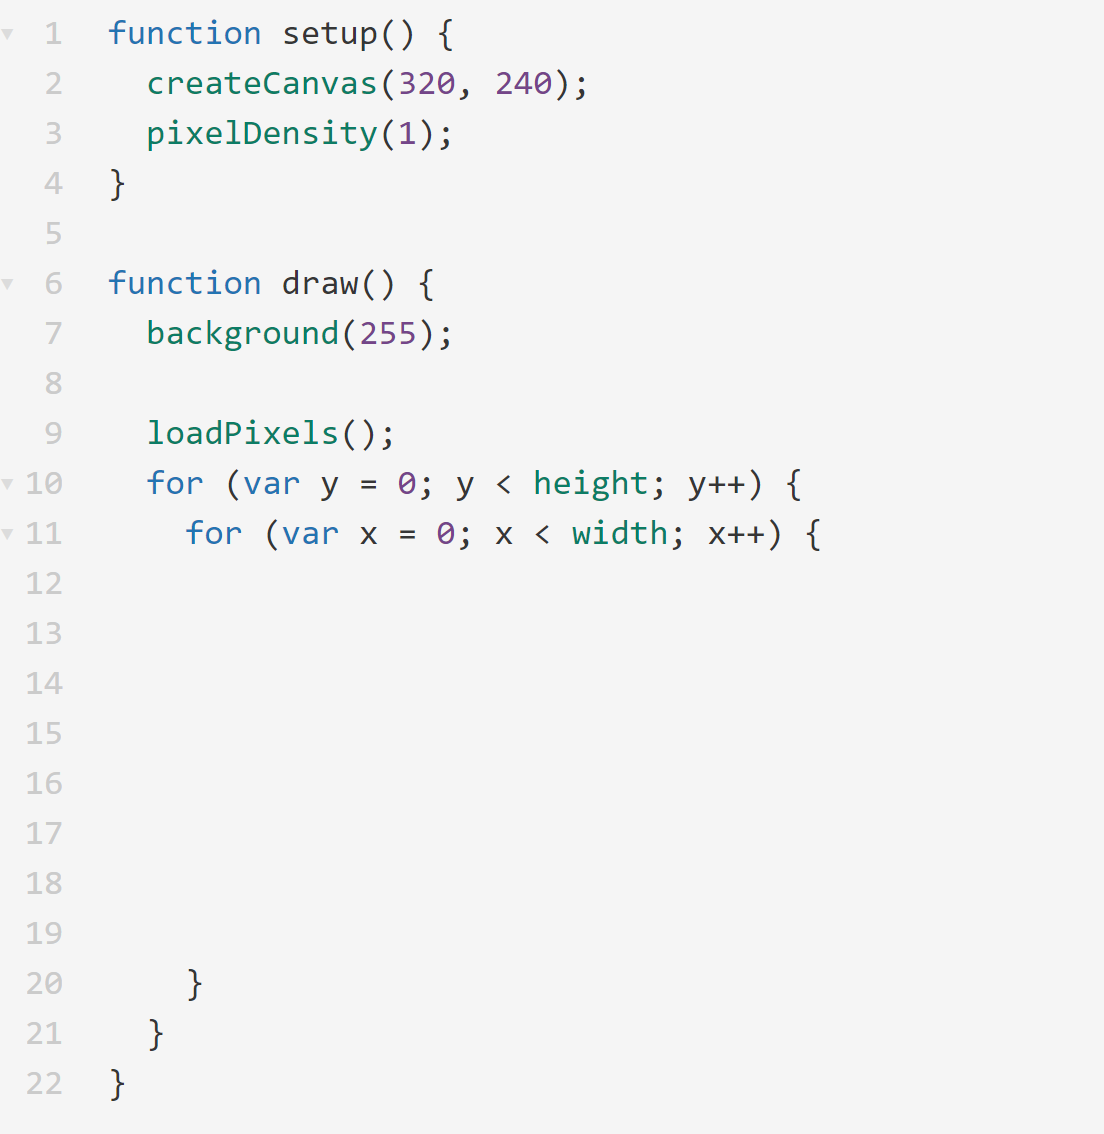 1 function setup() {
2   createCanvas(320, 240);
3   pixelDensity(1);
4 }
5
6 function draw() {
7   background(255);
8
9   loadPixels();
10   for (var y = 0; y < height; y++) {
11     for (var x = 0; x < width; x++) {
12
13
14
15
16
17
18
19
20     }
21   }
22 }